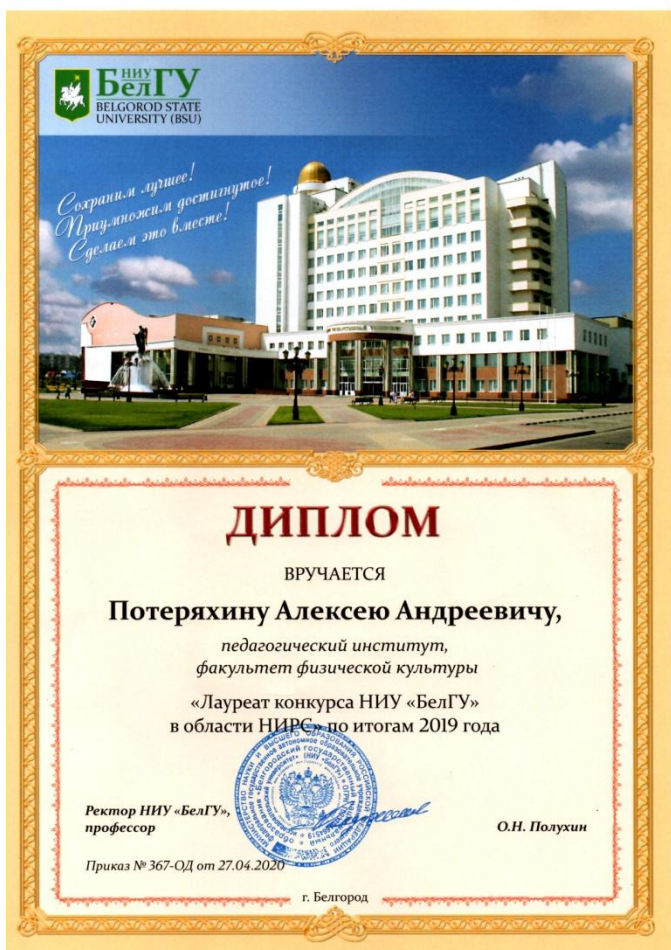 НИУ
БелГУ
BELGOROD STATE
UNIVERSITY (BSU)
Сохраним лучшее!
Приумножим достигнутое!
Сделаем это вместе!
ДИПЛОМ
ВРУЧАЕТСЯ
Потеряхину Алексею Андреевичу,
педагогический институт,
факультет физической культуры
«Лауреат конкурса НИУ «БелГУ»
в области НИРС» по итогам 2019 года
Ректор НИУ «БелГУ»,
профессор
О.Н. Полухин
Приказ № 367-ОД от 27.04.2020
г. Белгород